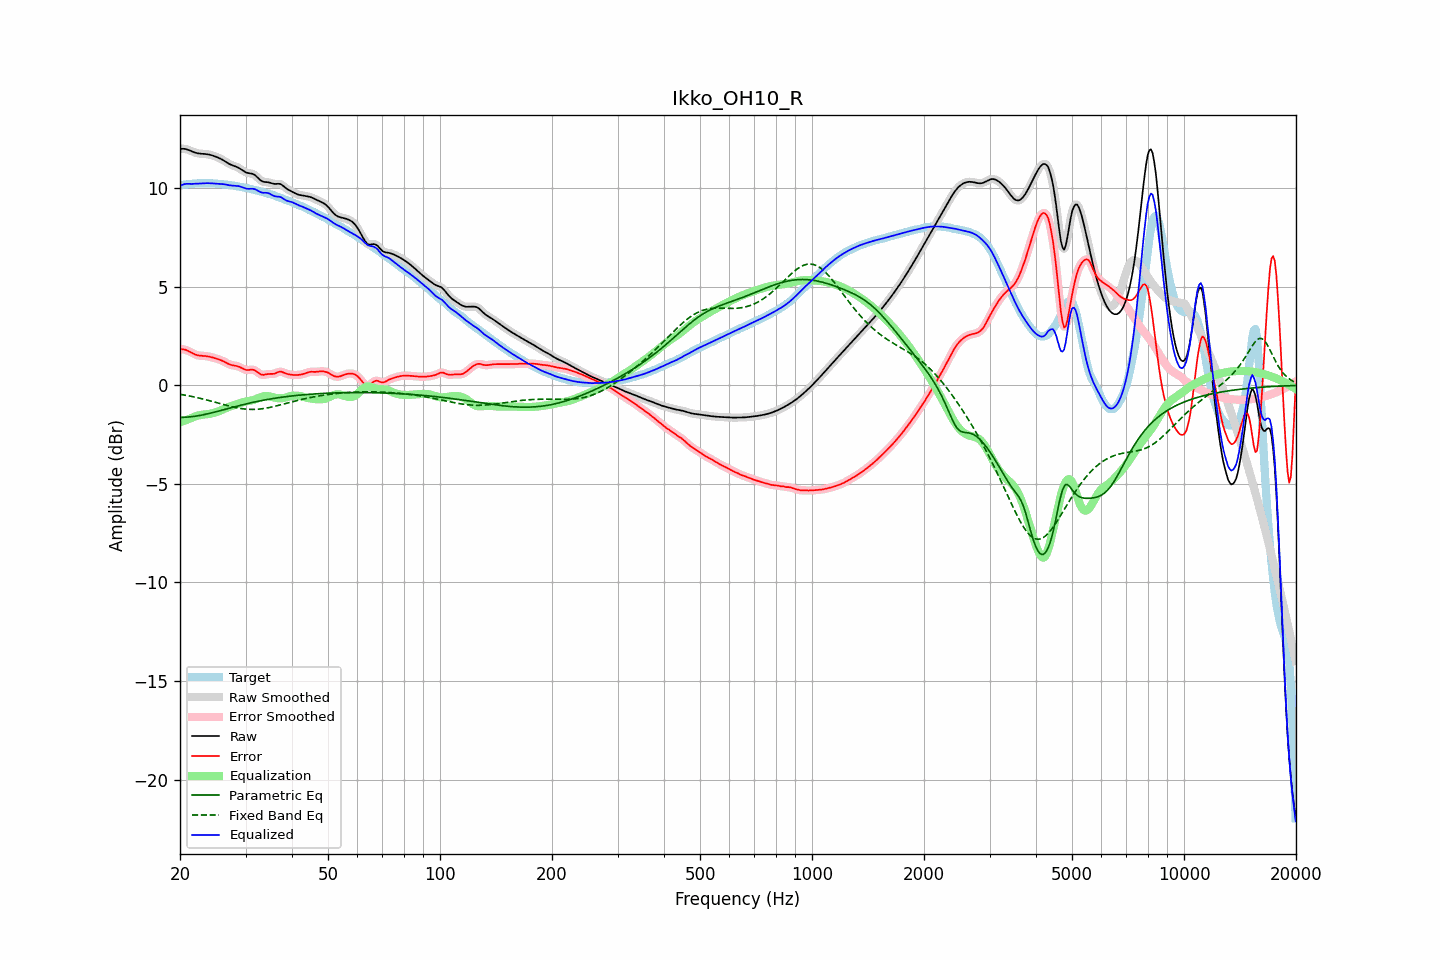 Ikko_OH10_R
Amplitude (dBr)
10
5
0
−5
−10
−15
−20
Target
Raw Smoothed
Error Smoothed
Raw
Error
Equalization
Parametric Eq
Fixed Band Eq
Equalized
20 50 100 200 500 1000 2000 5000 10000 20000
Frequency (Hz)